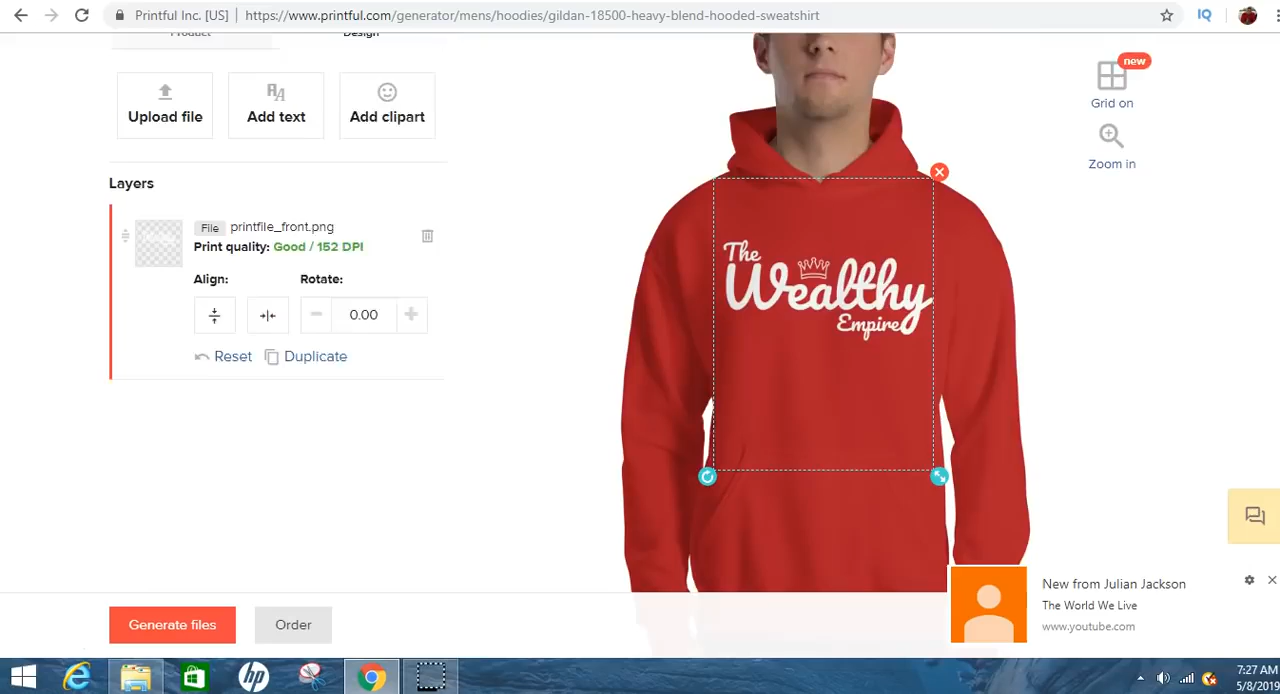 Printful Inc. [US] | https://www.printful.com/generator/mens/hoodies/gildan-18500-heavy-blend-hooded-sweatshirt
IQ
Product
Design
Upload file
Add text
Add clipart
new
Grid on
Zoom in
Layers
File printfile_front.png
Print quality: Good / 152 DPI
Align:
Rotate:
0.00
Reset
Duplicate
The
Wealthy
Empire
Generate files
Order
New from Julian Jackson
The World We Live
www.youtube.com
hp
7:27 AM
5/8/2019